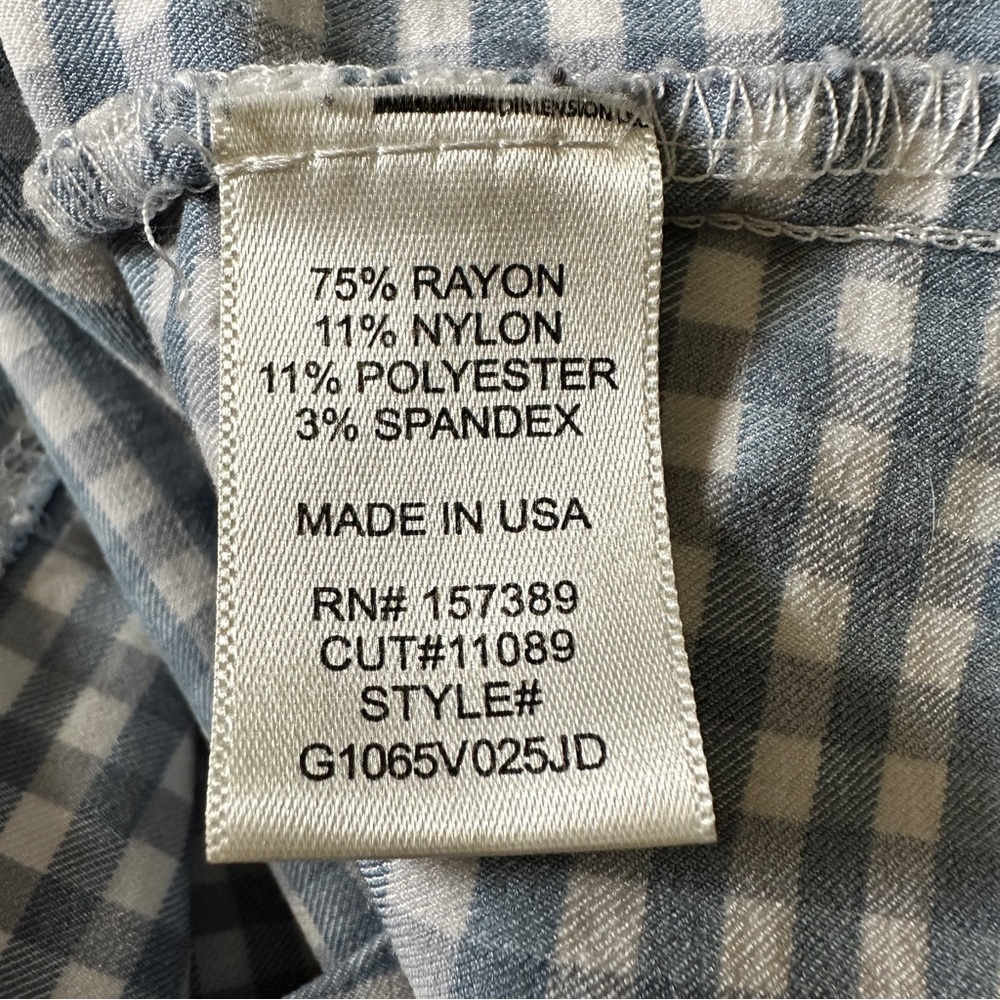 75% RAYON
11% NYLON
11% POLYESTER
3% SPANDEX
MADE IN USA
RN# 157389
CUT#11089
STYLE#
G1065V025JD